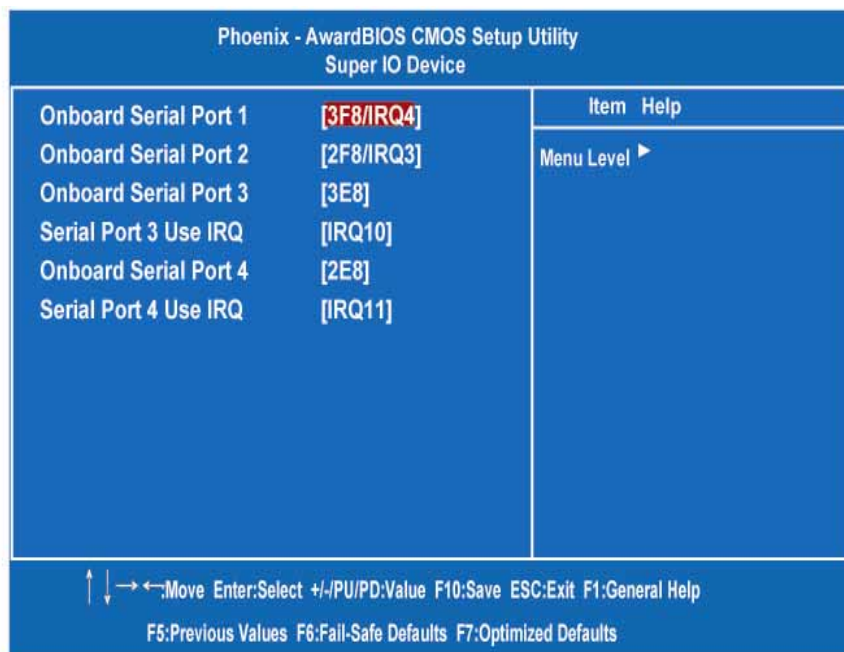 Phoenix - AwardBIOS CMOS Setup Utility
Super IO Device
Onboard Serial Port 1 [3F8/IRQ4]
Onboard Serial Port 2 [2F8/IRQ3]
Onboard Serial Port 3 [3E8]
Serial Port 3 Use IRQ [IRQ10]
Onboard Serial Port 4 [2E8]
Serial Port 4 Use IRQ [IRQ11]
Item Help
Menu Level ►
↑ ↓ → ←:Move Enter:Select +/-/PU/PD:Value F10:Save ESC:Exit F1:General Help
F5:Previous Values F6:Fail-Safe Defaults F7:Optimized Defaults